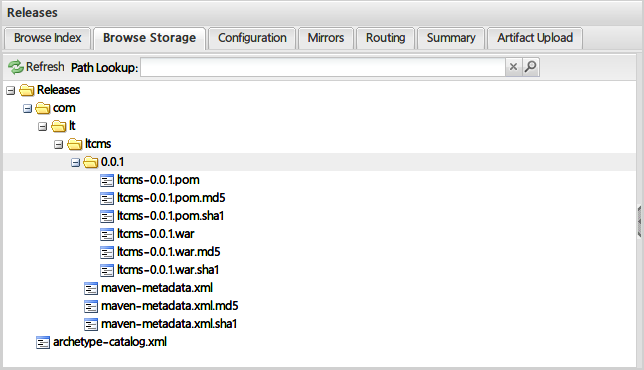 Releases
Browse Index Browse Storage Configuration Mirrors Routing Summary Artifact Upload
Refresh Path Lookup:
Releases
com
lt
ltcms
0.0.1
ltcms-0.0.1.pom
ltcms-0.0.1.pom.md5
ltcms-0.0.1.pom.sha1
ltcms-0.0.1.war
ltcms-0.0.1.war.md5
ltcms-0.0.1.war.sha1
maven-metadata.xml
maven-metadata.xml.md5
maven-metadata.xml.sha1
archetype-catalog.xml